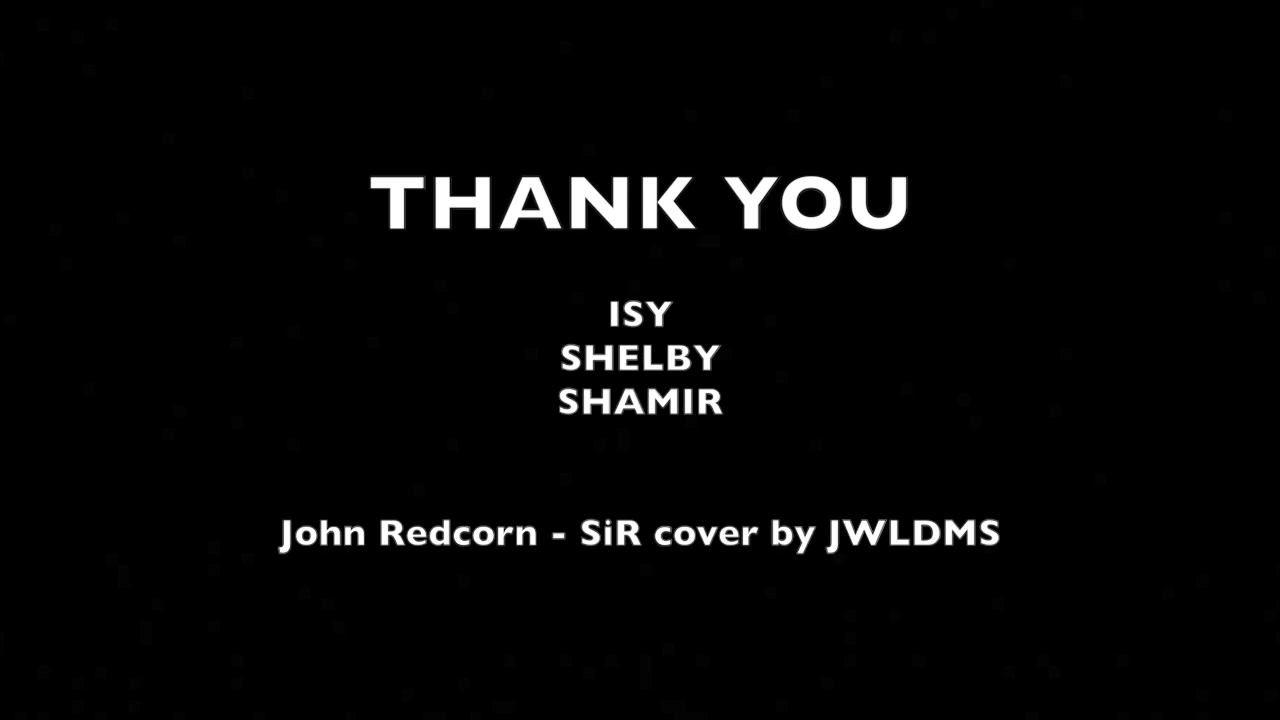 THANK YOU
ISY
SHELBY
SHAMIR
John Redcorn - SiR cover by JWLDMS